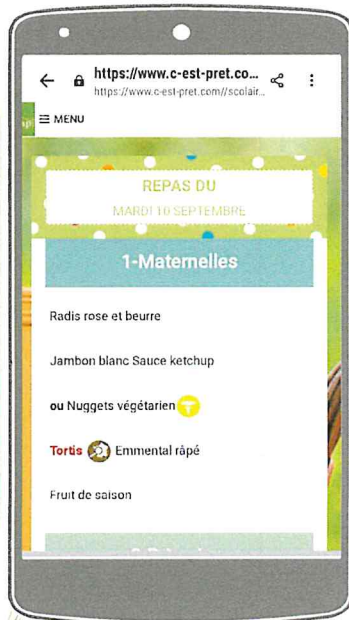 https://www.c-est-pret.co...
https://www.c-est-pret.com//scolair...
MENU
REPAS DU
MARDI 10 SEPTEMBRE
1-Maternelles
Radis rose et beurre
Jambon blanc Sauce ketchup
ou Nuggets végétarien
Tortis Emmental râpé
Fruit de saison